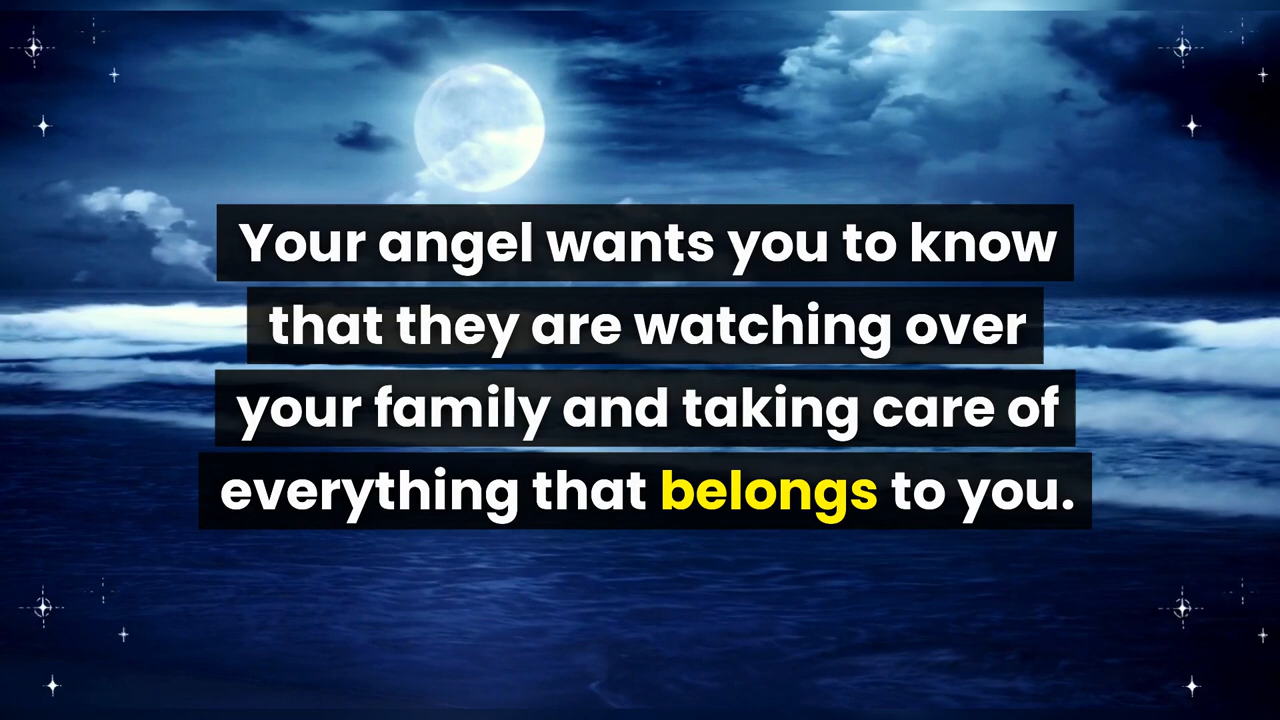 Your angel wants you to know
that they are watching over
your family and taking care of
everything that belongs to you.